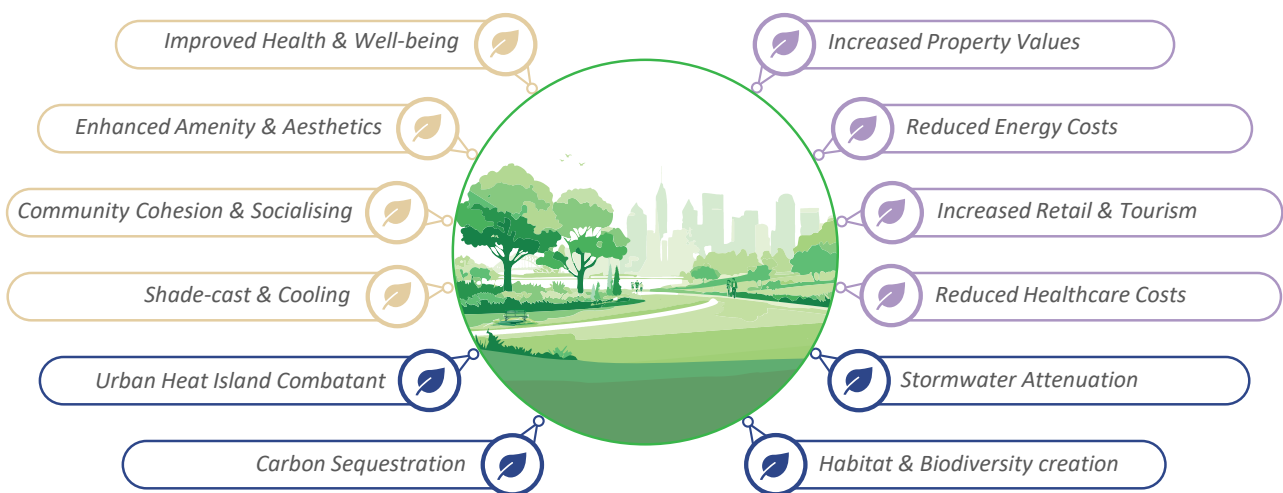 Improved Health & Well-being
Enhanced Amenity & Aesthetics
Community Cohesion & Socialising
Shade-cast & Cooling
Urban Heat Island Combatant
Carbon Sequestration
Increased Property Values
Reduced Energy Costs
Increased Retail & Tourism
Reduced Healthcare Costs
Stormwater Attenuation
Habitat & Biodiversity creation